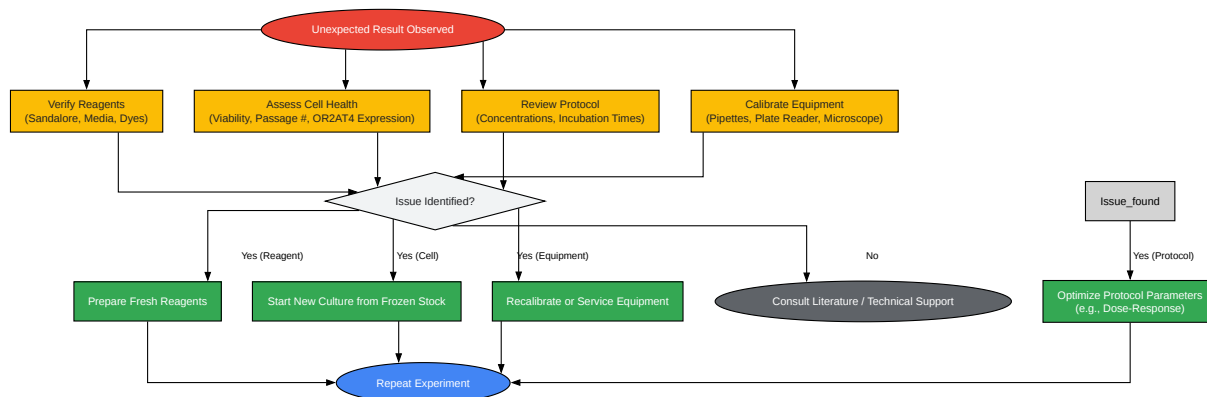 Unexpected Result Observed
Verify Reagents
(Sandalore, Media, Dyes)
Assess Cell Health
(Viability, Passage #, OR2AT4 Expression)
Review Protocol
(Concentrations, Incubation Times)
Calibrate Equipment
(Pipettes, Plate Reader, Microscope)
Issue Identified?
Issue_found
Yes (Reagent)
Yes (Cell)
Yes (Equipment)
No
Yes (Protocol)
Prepare Fresh Reagents
Start New Culture from Frozen Stock
Recalibrate or Service Equipment
Consult Literature / Technical Support
Optimize Protocol Parameters
(e.g., Dose-Response)
Repeat Experiment